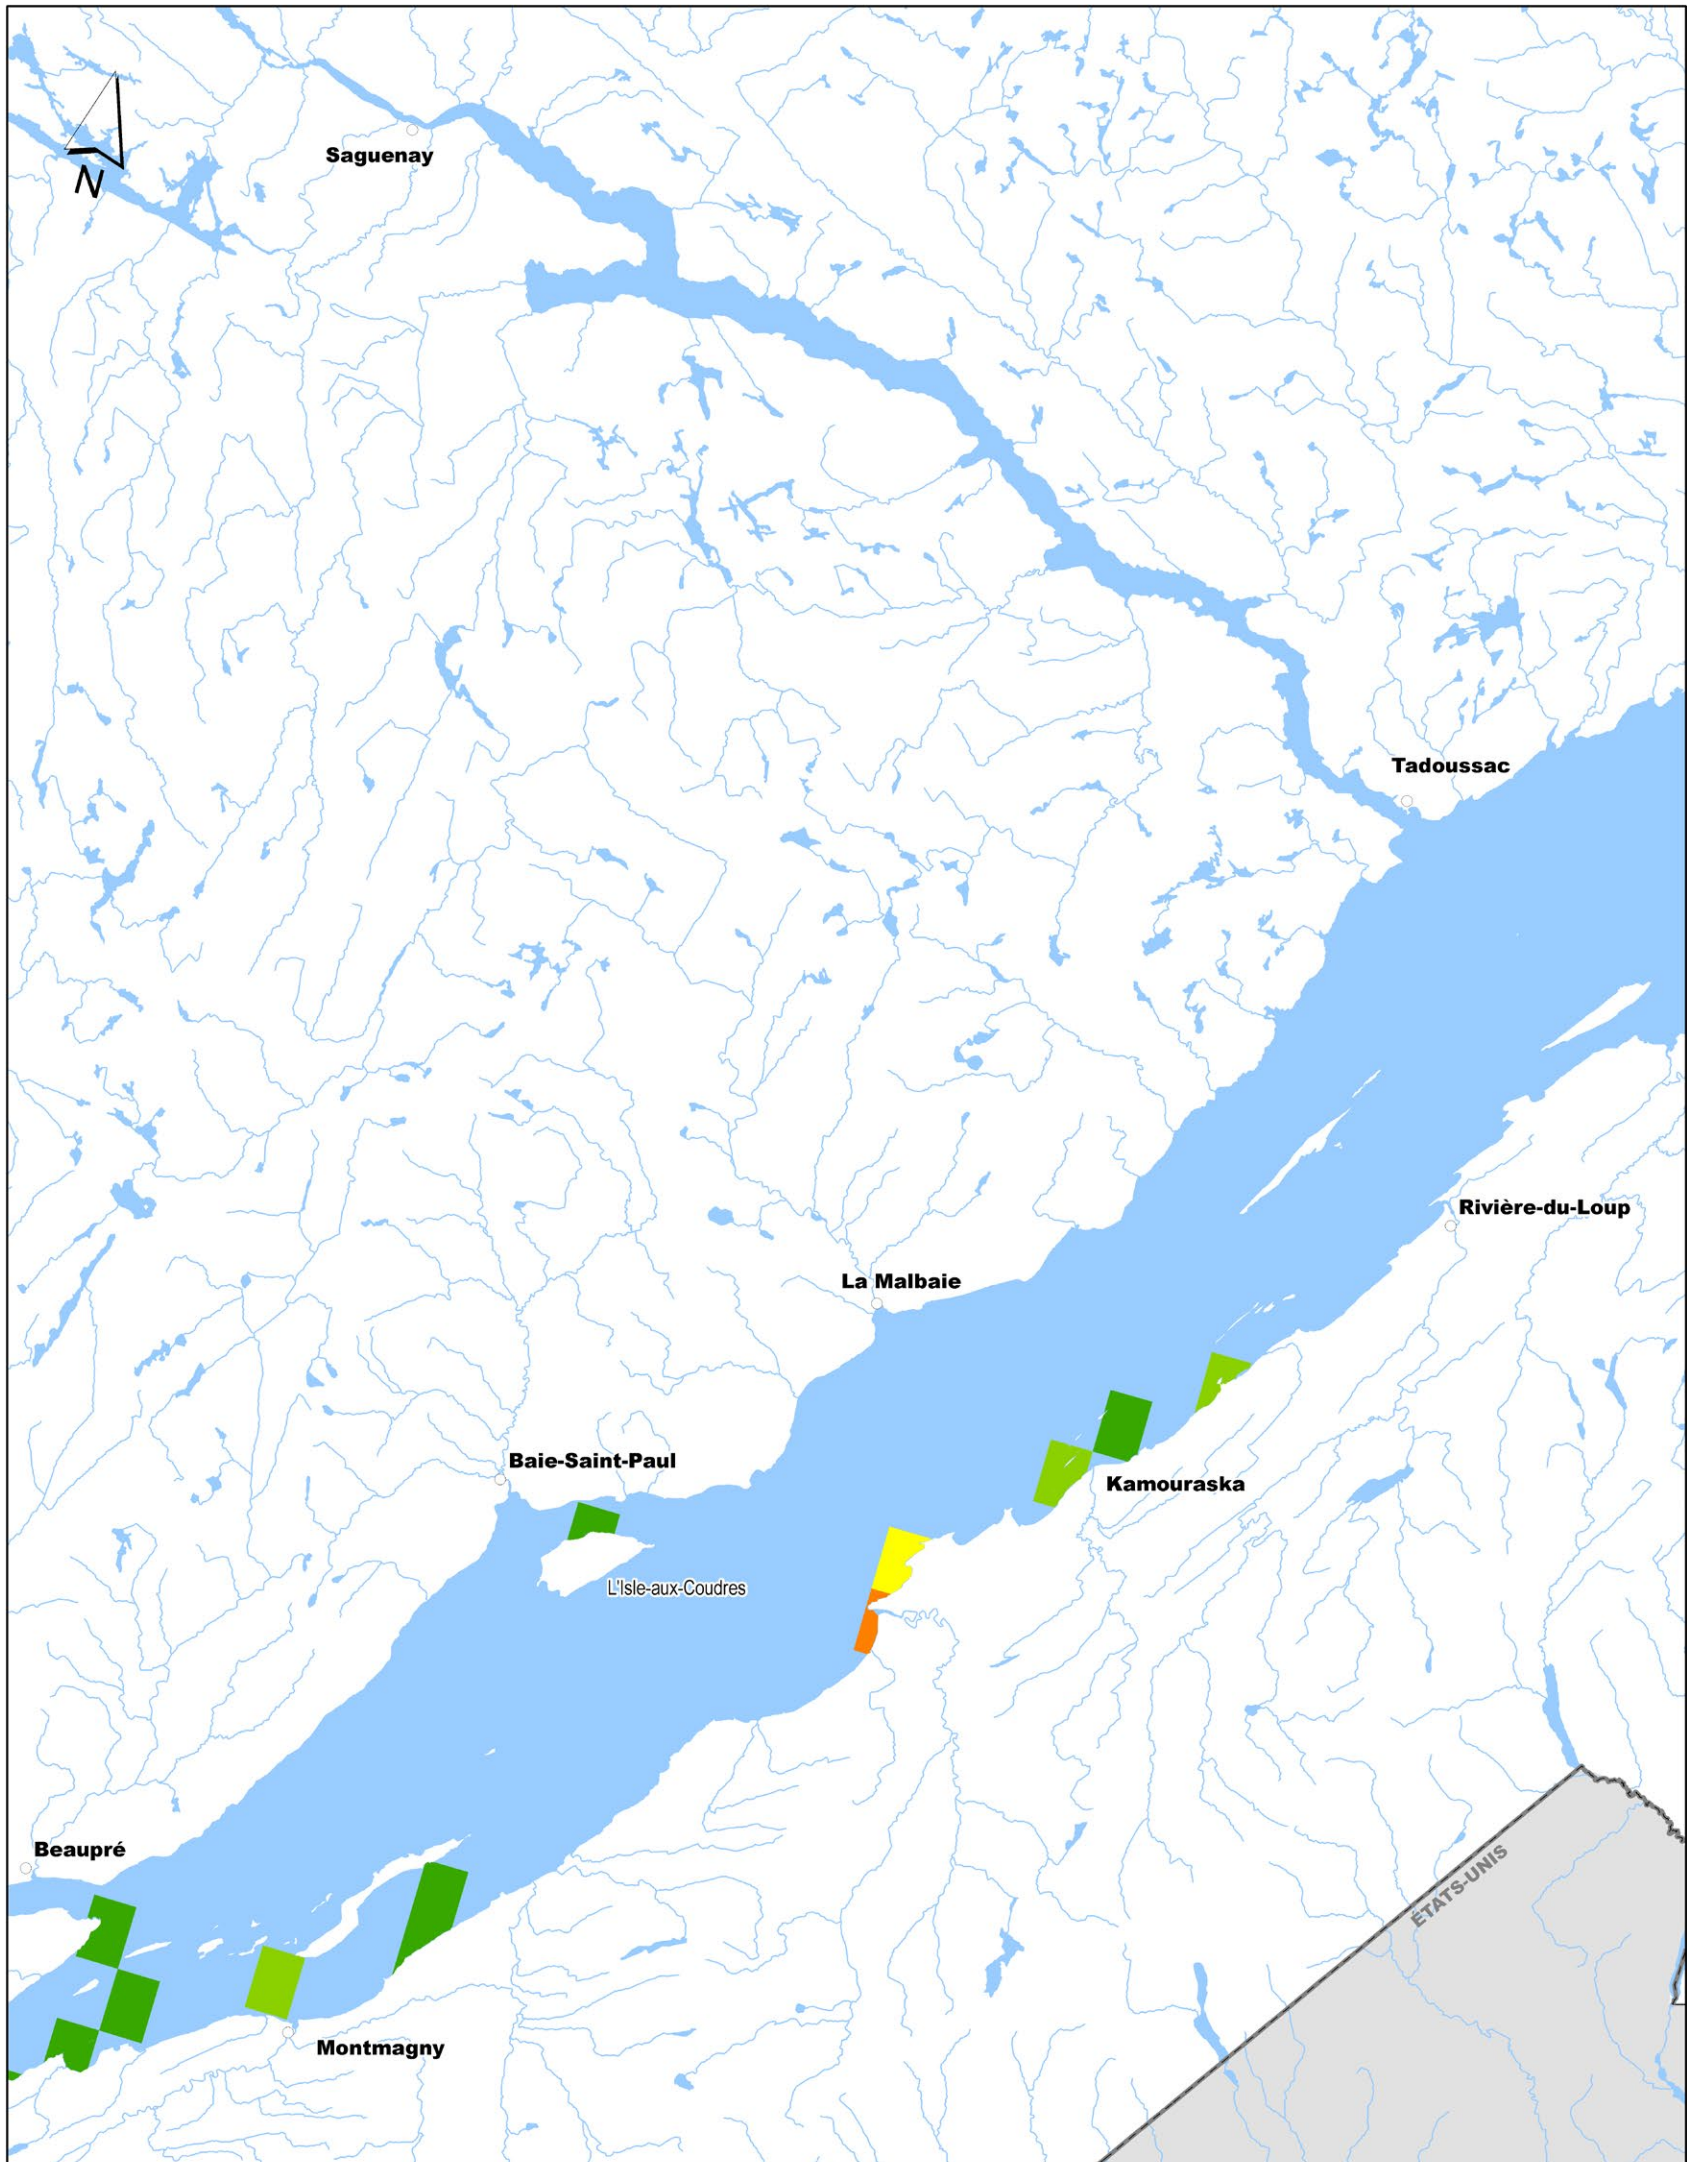 N
Saguenay
Tadoussac
Rivière-du-Loup
La Malbaie
Baie-Saint-Paul
Kamouraska
L'Isle-aux-Coudres
Beaupré
ÉTATS-UNIS
Montmagny